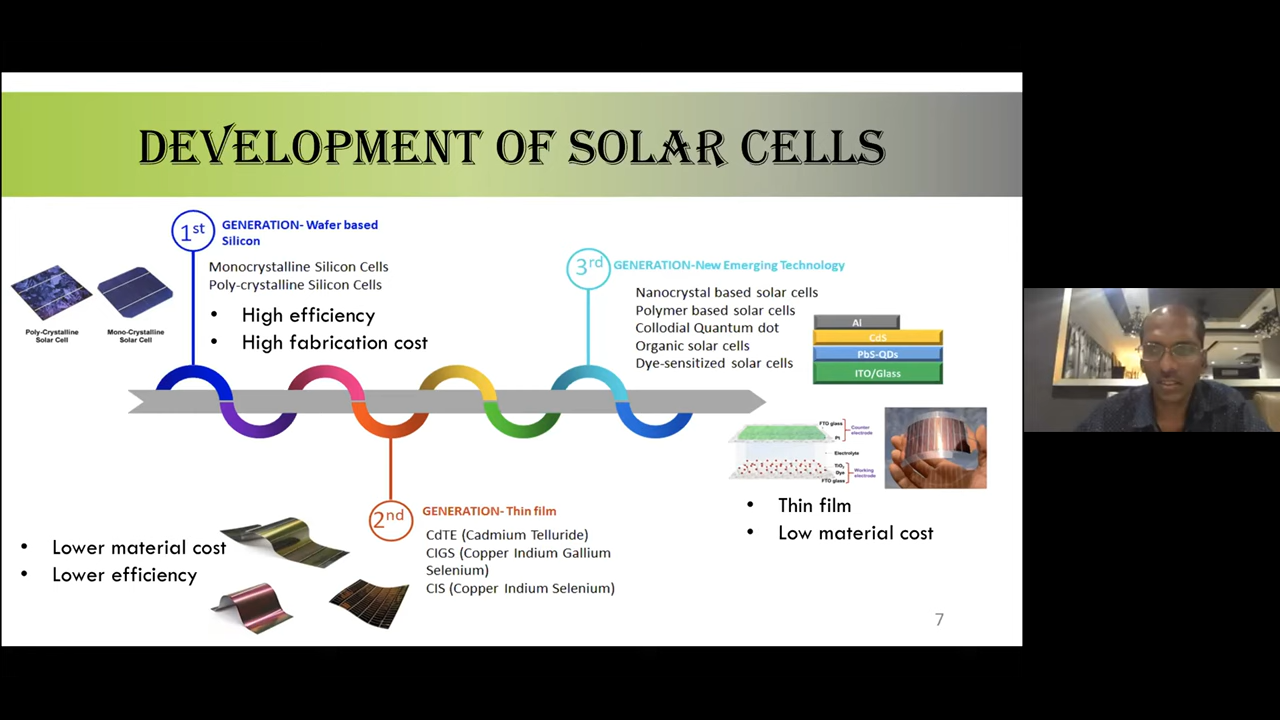 DEVELOPMENT OF SOLAR CELLS
1st
GENERATION- Wafer based
Silicon
Monocrystalline Silicon Cells
Poly-crystalline Silicon Cells
• High efficiency
• High fabrication cost
Poly-Crystalline
Solar Cell
Mono-Crystalline
Solar Cell
3rd
GENERATION-New Emerging Technology
Nanocrystal based solar cells
Polymer based solar cells
Collodial Quantum dot
Organic solar cells
Dye-sensitized solar cells
Al
CdS
PbS-QDs
ITO/Glass
FTO glass
Pt
Counter
electrode
Electrolyte
TiO₂
Dye
FTO glass
Working
electrode
• Thin film
• Low material cost
2nd
GENERATION- Thin film
CdTE (Cadmium Telluride)
CIGS (Copper Indium Gallium
Selenium)
CIS (Copper Indium Selenium)
• Lower material cost
• Lower efficiency
7